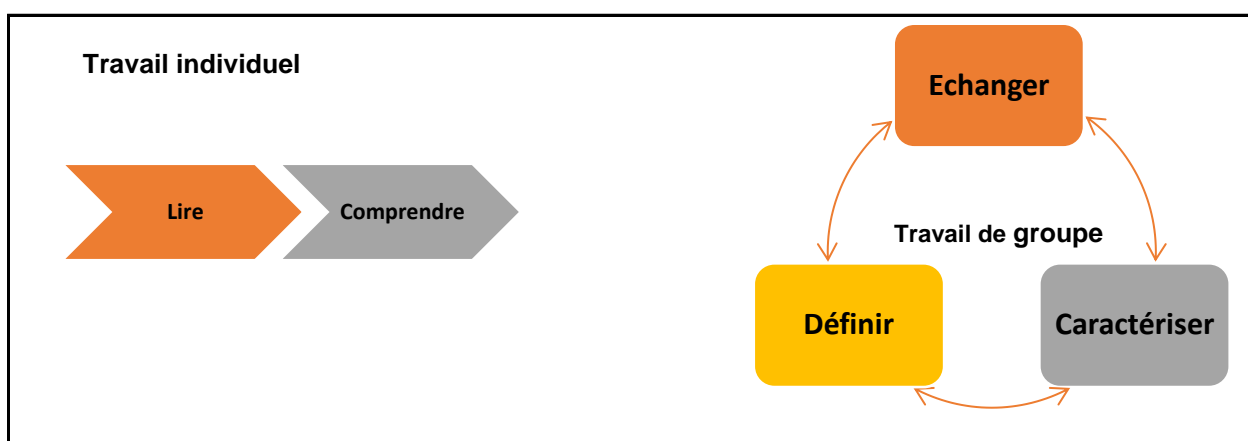 Travail individuel
Lire
Comprendre
Echanger
Travail de groupe
Définir
Caractériser